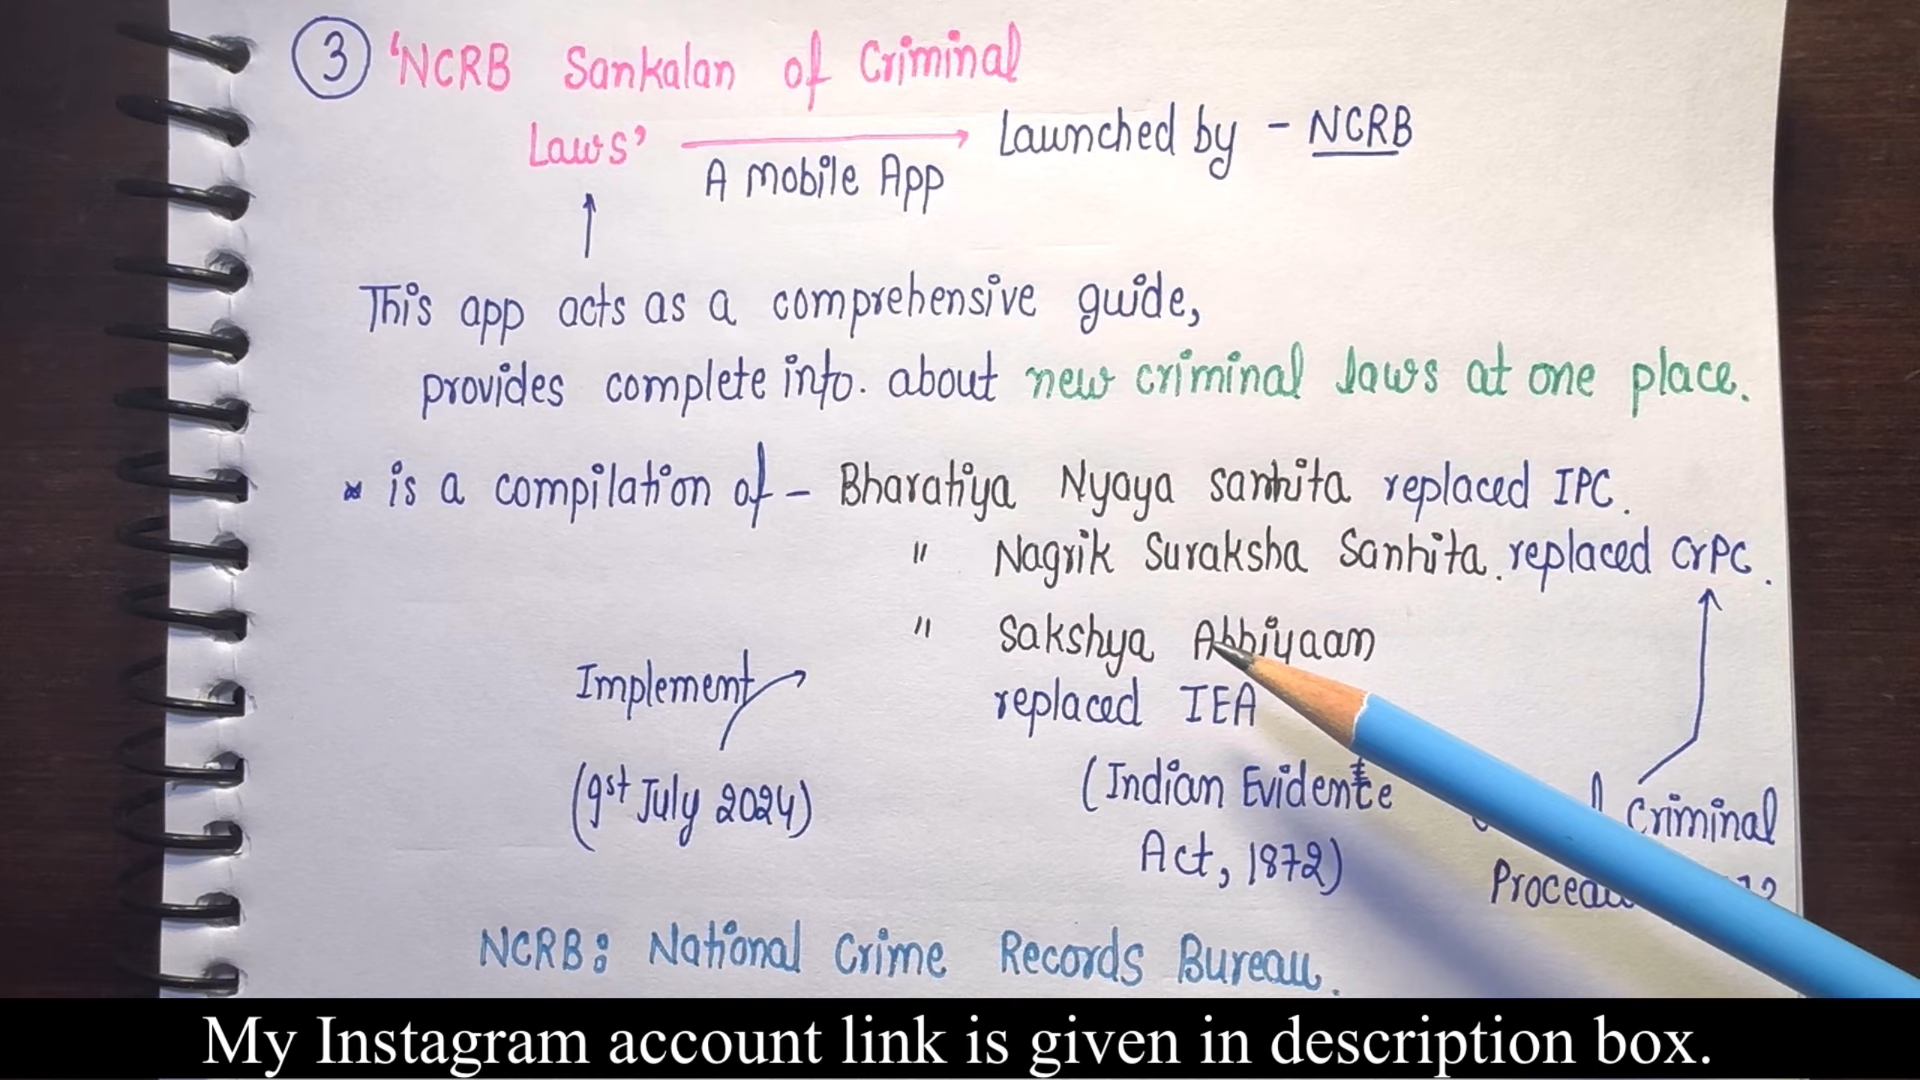 3 'NCRB Sankalan of Criminal
Laws' Launched by - NCRB
A Mobile App
This app acts as a comprehensive guide,
provides complete info. about new criminal laws at one place.
* is a compilation of - Bharatiya Nyaya Sanhita replaced IPC.
" Nagrik Suraksha Sanhita. replaced CrPC.
" Sakshya Abhiyaan
Implement replaced IEA
(1st July 2024) (Indian Evidence Criminal
Act, 1872)
NCRB: National Crime Records Bureau.
My Instagram account link is given in description box.